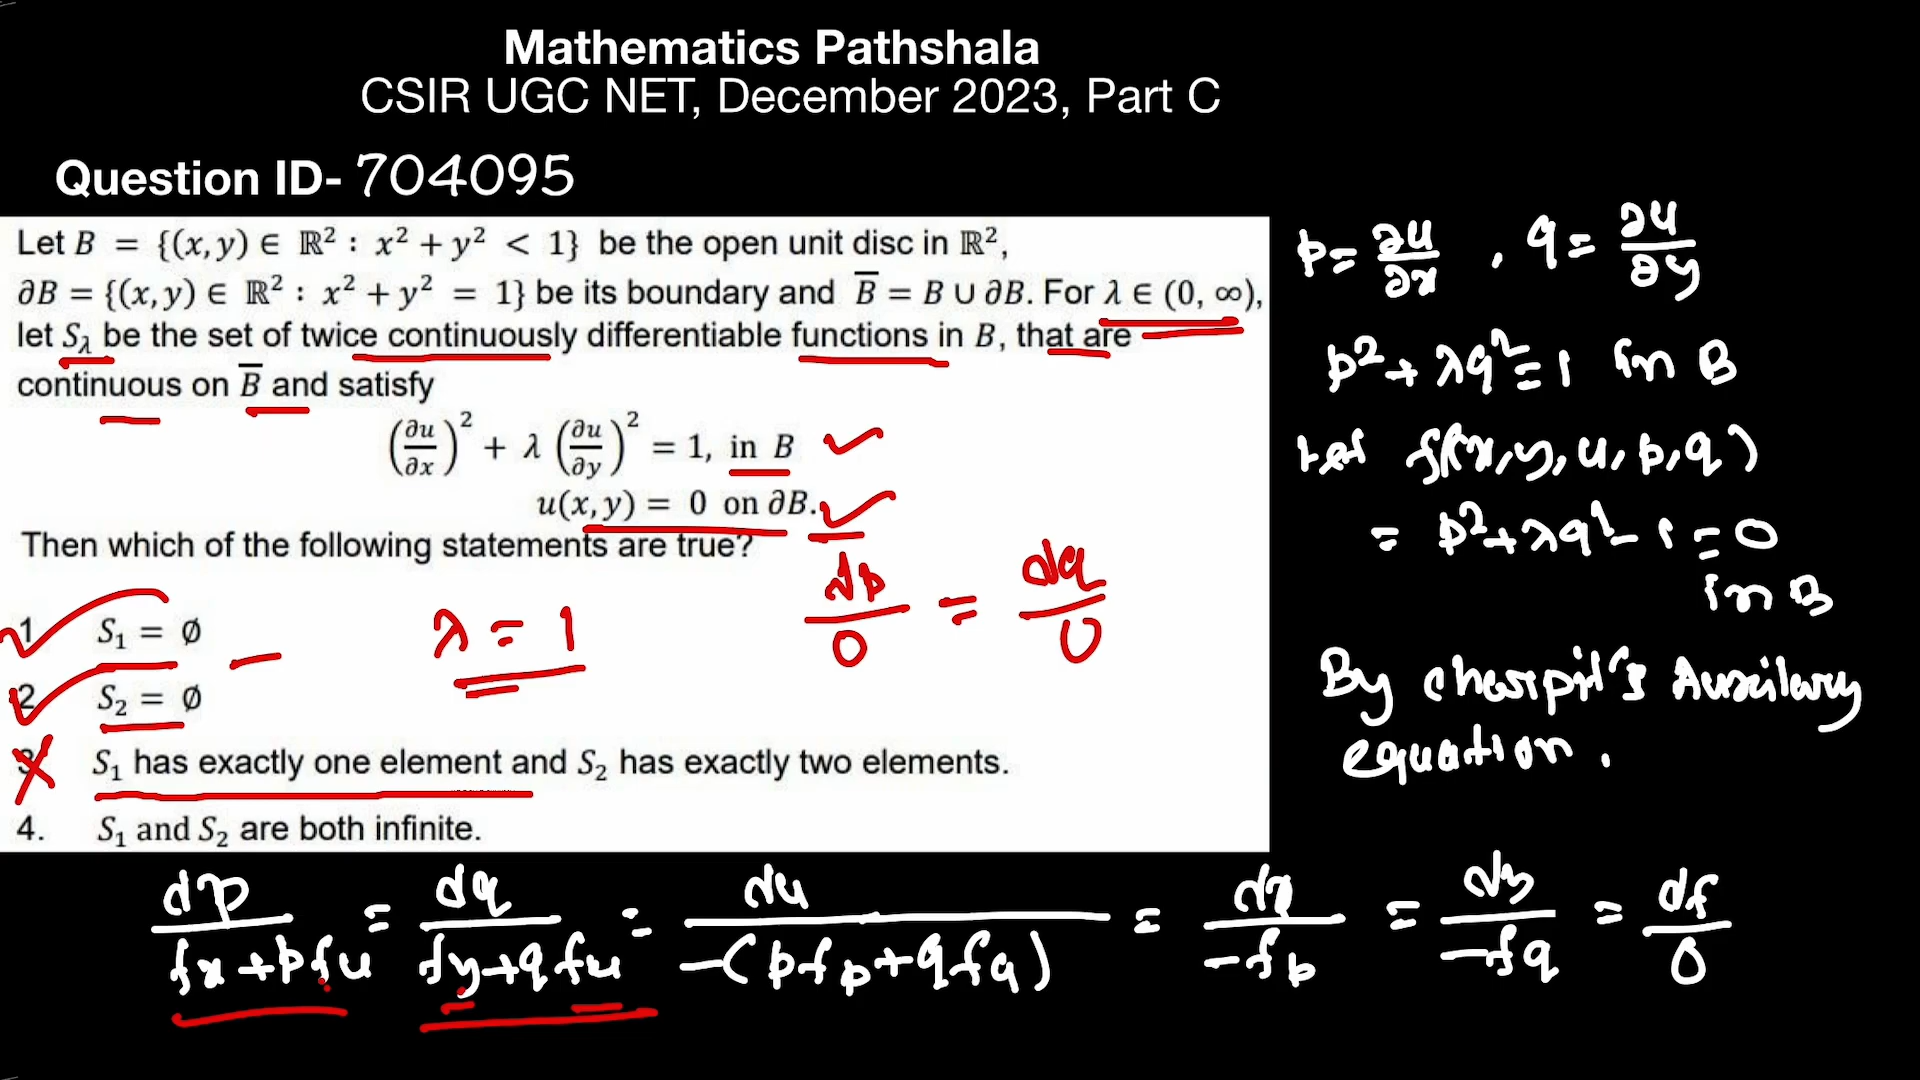 Mathematics Pathshala
CSIR UGC NET, December 2023, Part C
Question ID- 704095
Let B = {(x, y) ∈ ℝ² : x² + y² < 1} be the open unit disc in ℝ²,
∂B = {(x, y) ∈ ℝ² : x² + y² = 1} be its boundary and B̅ = B ∪ ∂B. For λ ∈ (0, ∞),
let S_λ be the set of twice continuously differentiable functions in B, that are
continuous on B̅ and satisfy
(∂u/∂x)² + λ (∂u/∂y)² = 1, in B
u(x, y) = 0 on ∂B.
Then which of the following statements are true?
1 S₁ = ∅
2 S₂ = ∅
3 S₁ has exactly one element and S₂ has exactly two elements.
4. S₁ and S₂ are both infinite.
λ = 1
dp/0 = dq/0
p = ∂u/∂x , q = ∂u/∂y
p² + λq² = 1 in B
Let f(x, y, u, p, q)
= p² + λq² - 1 = 0
in B
By charpit's Auxilary
equation .
dp/(fx + pfu) = dq/(fy + qfu) = du/-(pfp + qfq) = dx/-fp = dy/-fq = df/0